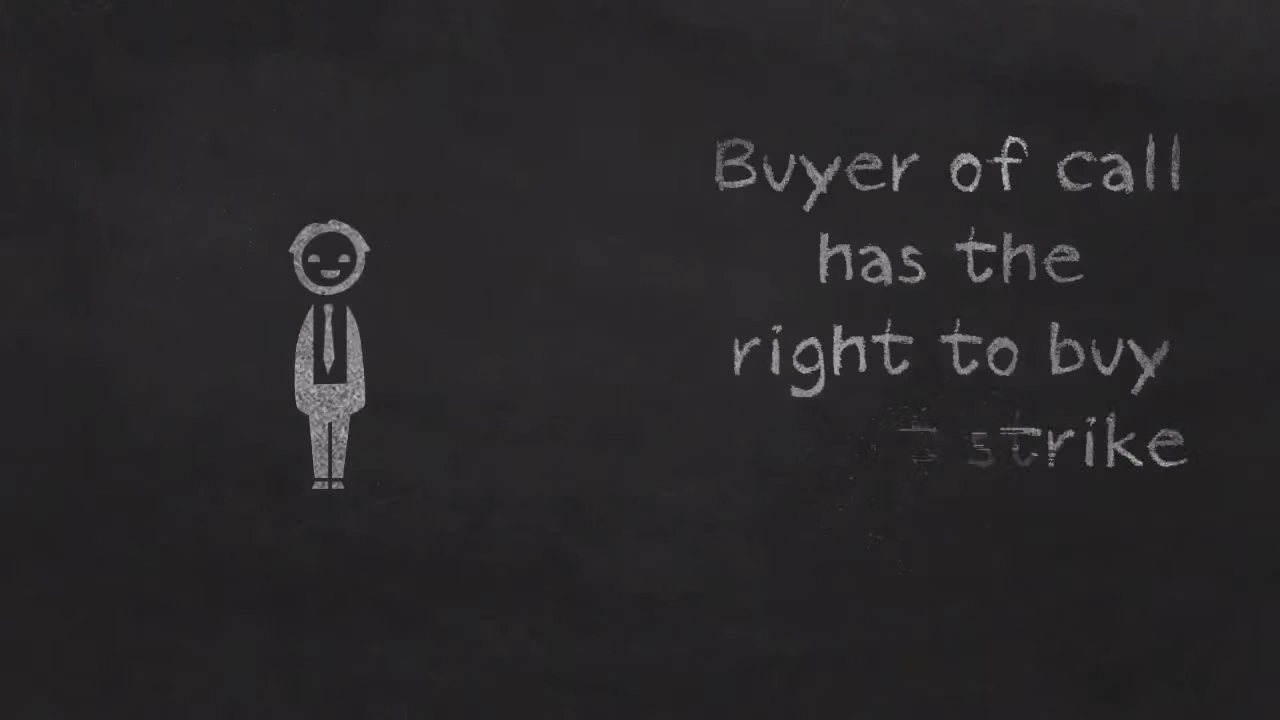 Buyer of call
has the
right to buy
strike